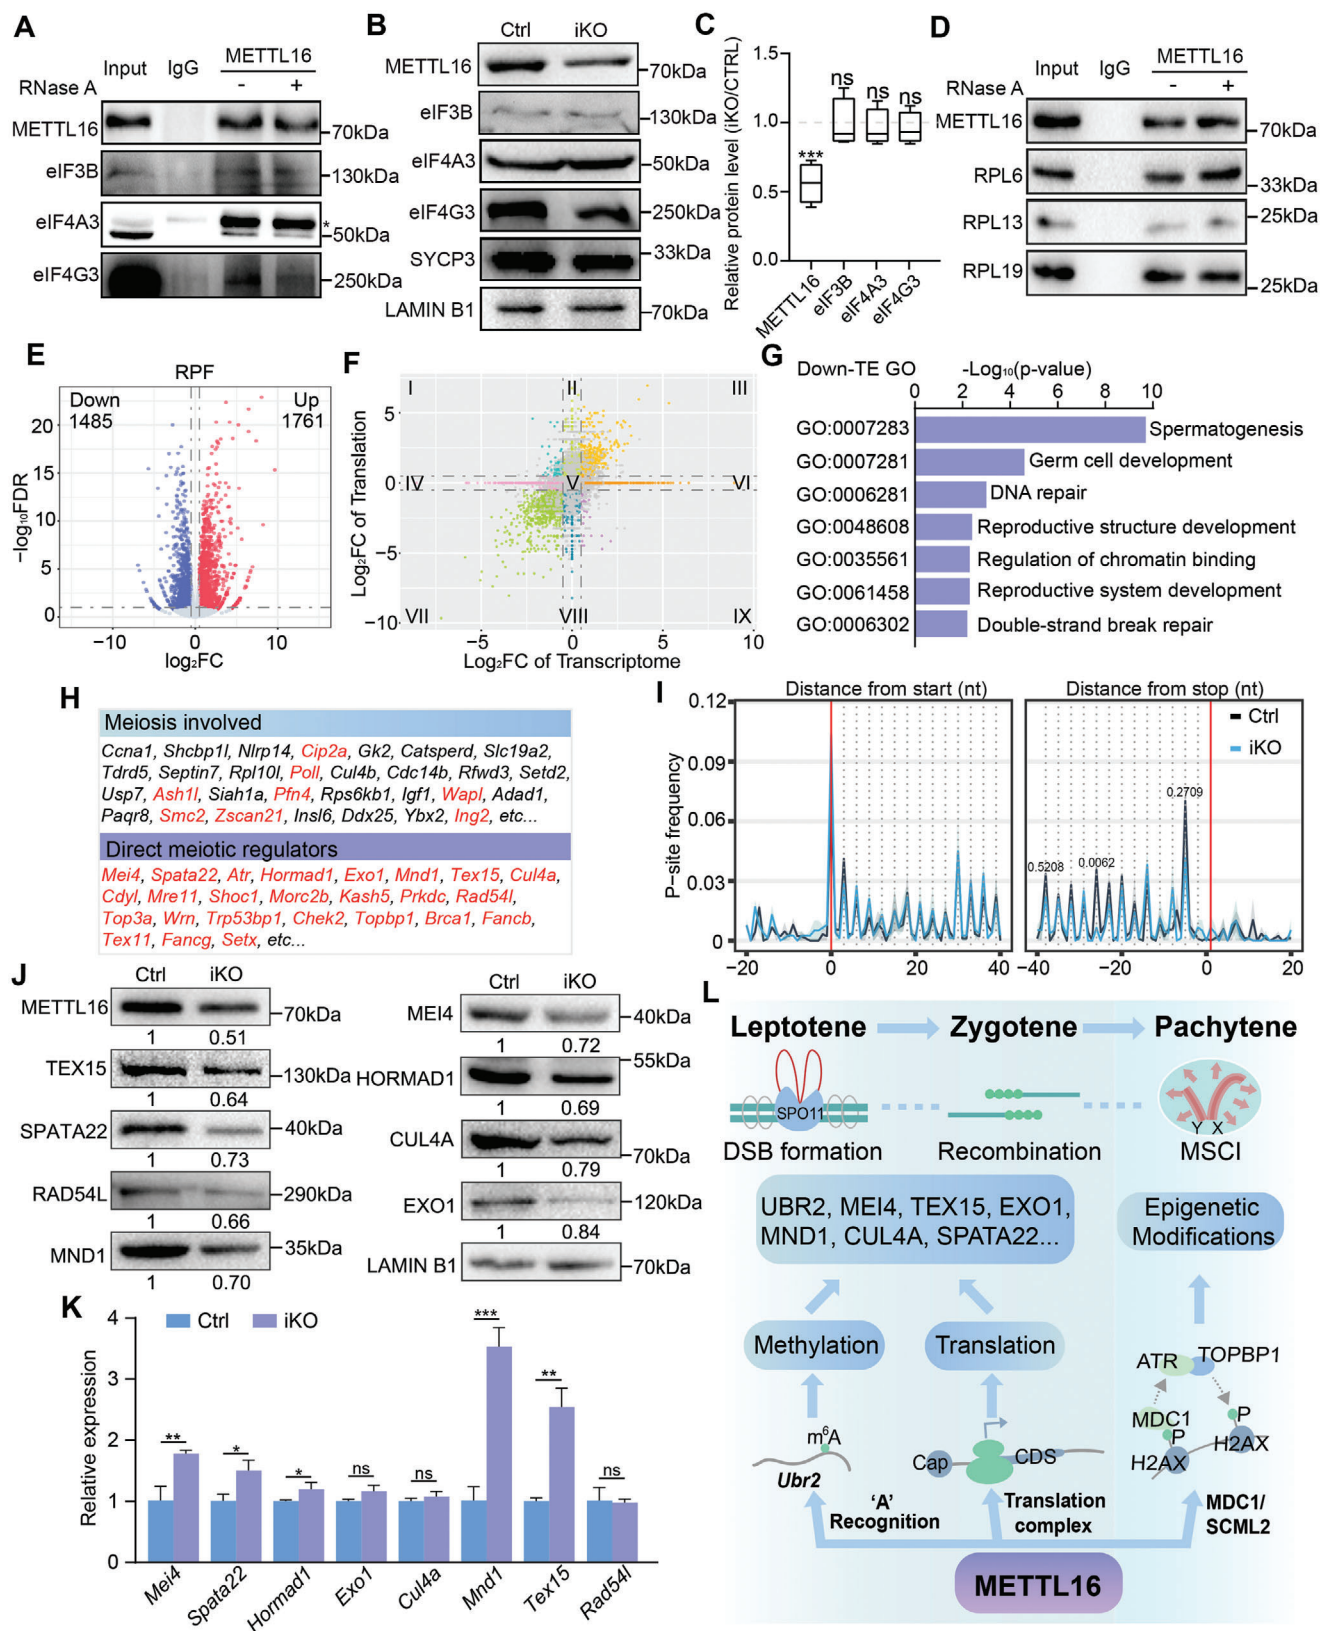 A
Input IgG METTL16
RNase A - +
METTL16 70kDa
eIF3B 130kDa
eIF4A3 * 50kDa
eIF4G3 250kDa
B
Ctrl iKO
METTL16 70kDa
eIF3B 130kDa
eIF4A3 50kDa
eIF4G3 250kDa
SYCP3 33kDa
LAMIN B1 70kDa
C
Relative protein level (iKO/CTRL)
1.5
1.0
0.5
0.0
*** ns ns ns
METTL16 eIF3B eIF4A3 eIF4G3
D
Input IgG METTL16
RNase A - +
METTL16 70kDa
RPL6 33kDa
RPL13 25kDa
RPL19 25kDa
E
RPF
Down Up
1485 1761
−log₁₀FDR
20
15
10
5
1
0
−10 0 10
log₂FC
F
I II III
IV V VI
VII VIII IX
Log₂FC of Translation
5
0
−5
−10
−5 0 5 10
Log₂FC of Transcriptome
G
Down-TE GO -Log₁₀(p-value)
0 2 4 6 8 10
GO:0007283 Spermatogenesis
GO:0007281 Germ cell development
GO:0006281 DNA repair
GO:0048608 Reproductive structure development
GO:0035561 Regulation of chromatin binding
GO:0061458 Reproductive system development
GO:0006302 Double-strand break repair
H
Meiosis involved
Ccna1, Shcbp1l, Nlrp14, Cip2a, Gk2, Catsperd, Slc19a2,
Tdrd5, Septin7, Rpl10l, Poll, Cul4b, Cdc14b, Rfwd3, Setd2,
Usp7, Ash1l, Siah1a, Pfn4, Rps6kb1, Igf1, Wapl, Adad1,
Paqr8, Smc2, Zscan21, Insl6, Ddx25, Ybx2, Ing2, etc...
Direct meiotic regulators
Mei4, Spata22, Atr, Hormad1, Exo1, Mnd1, Tex15, Cul4a,
Cdyl, Mre11, Shoc1, Morc2b, Kash5, Prkdc, Rad54l,
Top3a, Wrn, Trp53bp1, Chek2, Topbp1, Brca1, Fancb,
Tex11, Fancg, Setx, etc...
I
Distance from start (nt) Distance from stop (nt)
P−site frequency
0.12
0.09
0.06
0.03
0
−20 0 20 40
−40 −20 0 20
0.5208 0.0062 0.2709
Ctrl
iKO
J
Ctrl iKO
METTL16 70kDa
1 0.51
TEX15 130kDa
1 0.64
SPATA22 40kDa
1 0.73
RAD54L 290kDa
1 0.66
MND1 35kDa
1 0.70
Ctrl iKO
MEI4 40kDa
1 0.72
HORMAD1 55kDa
1 0.69
CUL4A 70kDa
1 0.79
EXO1 120kDa
1 0.84
LAMIN B1 70kDa
K
Ctrl iKO
Relative expression
4
3
2
1
0
** * * ns ns *** ** ns
Mei4 Spata22 Hormad1 Exo1 Cul4a Mnd1 Tex15 Rad54l
L
Leptotene Zygotene Pachytene
SPO11
Y X
DSB formation Recombination MSCI
UBR2, MEI4, TEX15, EXO1,
MND1, CUL4A, SPATA22...
Epigenetic
Modifications
Methylation Translation
ATR TOPBP1
MDC1 P P
H2AX H2AX
m⁶A
Ubr2
Cap CDS
'A'
Recognition
Translation
complex
MDC1/
SCML2
METTL16